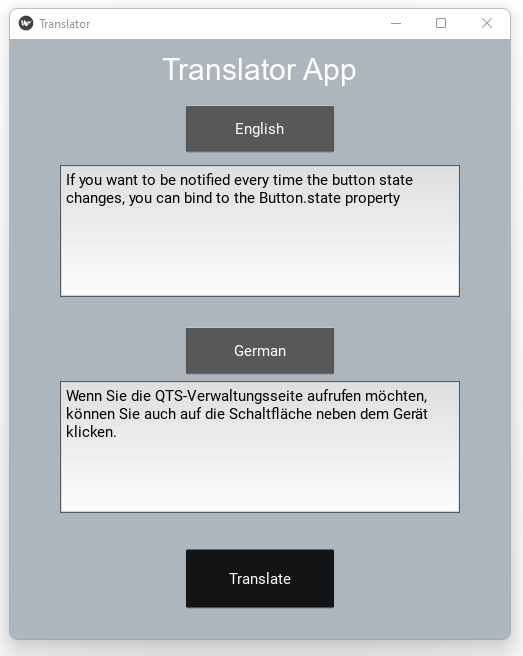 Translator
Translator App
English
If you want to be notified every time the button state
changes, you can bind to the Button.state property
German
Wenn Sie die QTS-Verwaltungsseite aufrufen möchten,
können Sie auch auf die Schaltfläche neben dem Gerät
klicken.
Translate